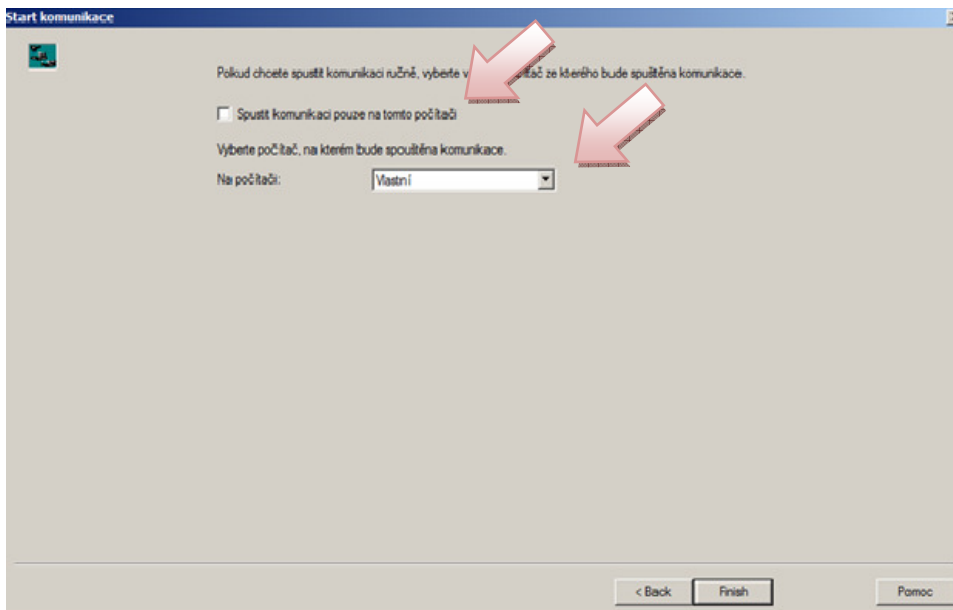 Start komunikace
Pokud chcete spustit komunikaci ručně, vyberte v ze kterého bude spuštěna komunikace.
Spustit komunikaci pouze na tomto počítači
Vyberte počítač, na kterém bude spouštěna komunikace.
Na počítači:
Vlastní
< Back
Finish
Pomoc